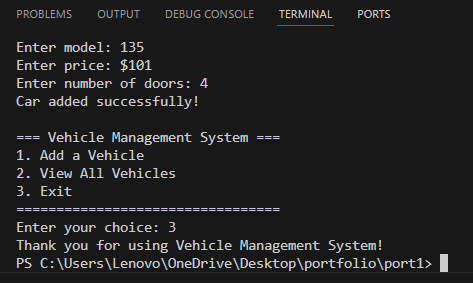 PROBLEMS OUTPUT DEBUG CONSOLE TERMINAL PORTS
Enter model: 135
Enter price: $101
Enter number of doors: 4
Car added successfully!
=== Vehicle Management System ===
1. Add a Vehicle
2. View All Vehicles
3. Exit
=================================
Enter your choice: 3
Thank you for using Vehicle Management System!
PS C:\Users\Lenovo\OneDrive\Desktop\portfolio\port1>